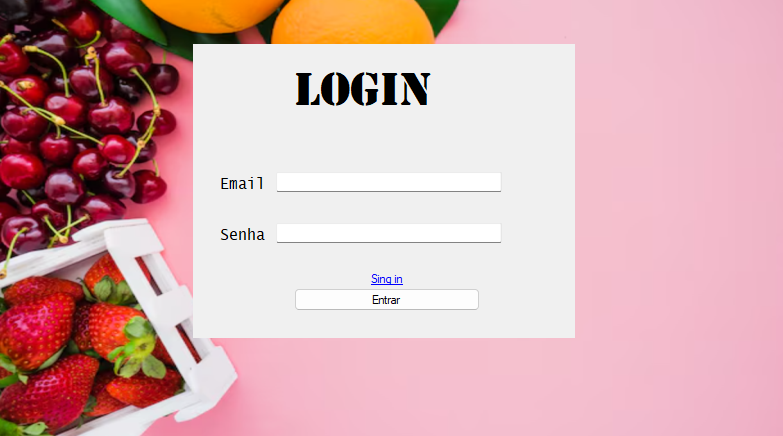 LOGIN
Email
Senha
Sing in
Entrar